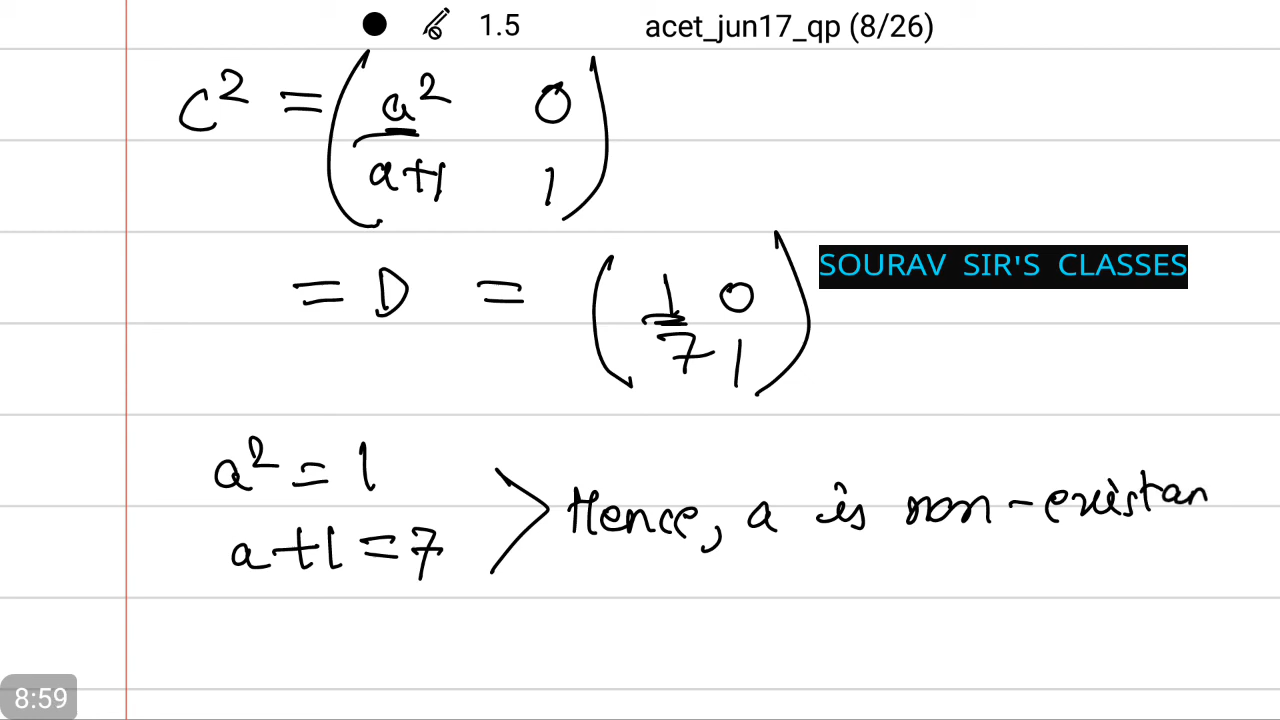 1.5 acet_jun17_qp (8/26)
C² = ( a² 0
a+1 1 )
= D = ( 1 0
7 1 )
SOURAV SIR'S CLASSES
a² = 1
a+1 = 7 > Hence, a is non-existan
8:59